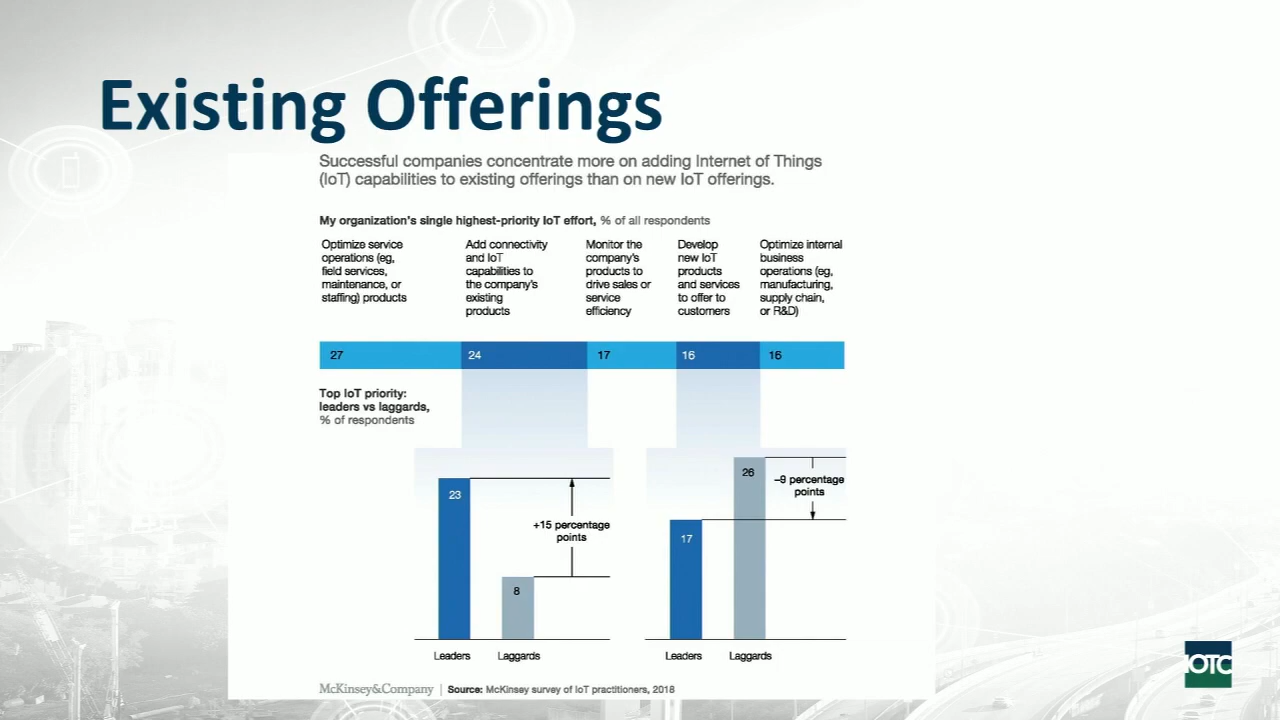 Existing Offerings
Successful companies concentrate more on adding Internet of Things
(IoT) capabilities to existing offerings than on new IoT offerings.
My organization's single highest-priority IoT effort, % of all respondents
Optimize service
operations (eg,
field services,
maintenance, or
staffing) products
Add connectivity
and IoT
capabilities to
the company's
existing
products
Monitor the
company's
products to
drive sales or
service
efficiency
Develop
new IoT
products
and services
to offer to
customers
Optimize internal
business
operations (eg,
manufacturing,
supply chain,
or R&D)
27
24
17
16
16
Top IoT priority:
leaders vs laggards,
% of respondents
23
+15 percentage
points
8
Leaders
Laggards
26
–9 percentage
points
17
Leaders
Laggards
McKinsey&Company | Source: McKinsey survey of IoT practitioners, 2018
IOTC